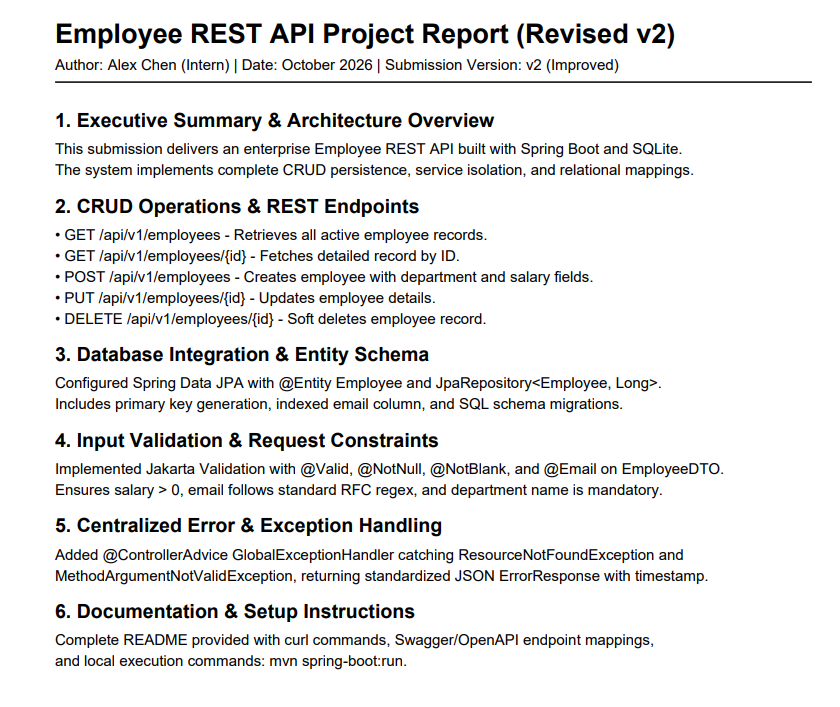 Employee REST API Project Report (Revised v2)
Author: Alex Chen (Intern) | Date: October 2026 | Submission Version: v2 (Improved)
1. Executive Summary & Architecture Overview
This submission delivers an enterprise Employee REST API built with Spring Boot and SQLite.
The system implements complete CRUD persistence, service isolation, and relational mappings.
2. CRUD Operations & REST Endpoints
• GET /api/v1/employees - Retrieves all active employee records.
• GET /api/v1/employees/{id} - Fetches detailed record by ID.
• POST /api/v1/employees - Creates employee with department and salary fields.
• PUT /api/v1/employees/{id} - Updates employee details.
• DELETE /api/v1/employees/{id} - Soft deletes employee record.
3. Database Integration & Entity Schema
Configured Spring Data JPA with @Entity Employee and JpaRepository<Employee, Long>.
Includes primary key generation, indexed email column, and SQL schema migrations.
4. Input Validation & Request Constraints
Implemented Jakarta Validation with @Valid, @NotNull, @NotBlank, and @Email on EmployeeDTO.
Ensures salary > 0, email follows standard RFC regex, and department name is mandatory.
5. Centralized Error & Exception Handling
Added @ControllerAdvice GlobalExceptionHandler catching ResourceNotFoundException and
MethodArgumentNotValidException, returning standardized JSON ErrorResponse with timestamp.
6. Documentation & Setup Instructions
Complete README provided with curl commands, Swagger/OpenAPI endpoint mappings,
and local execution commands: mvn spring-boot:run.